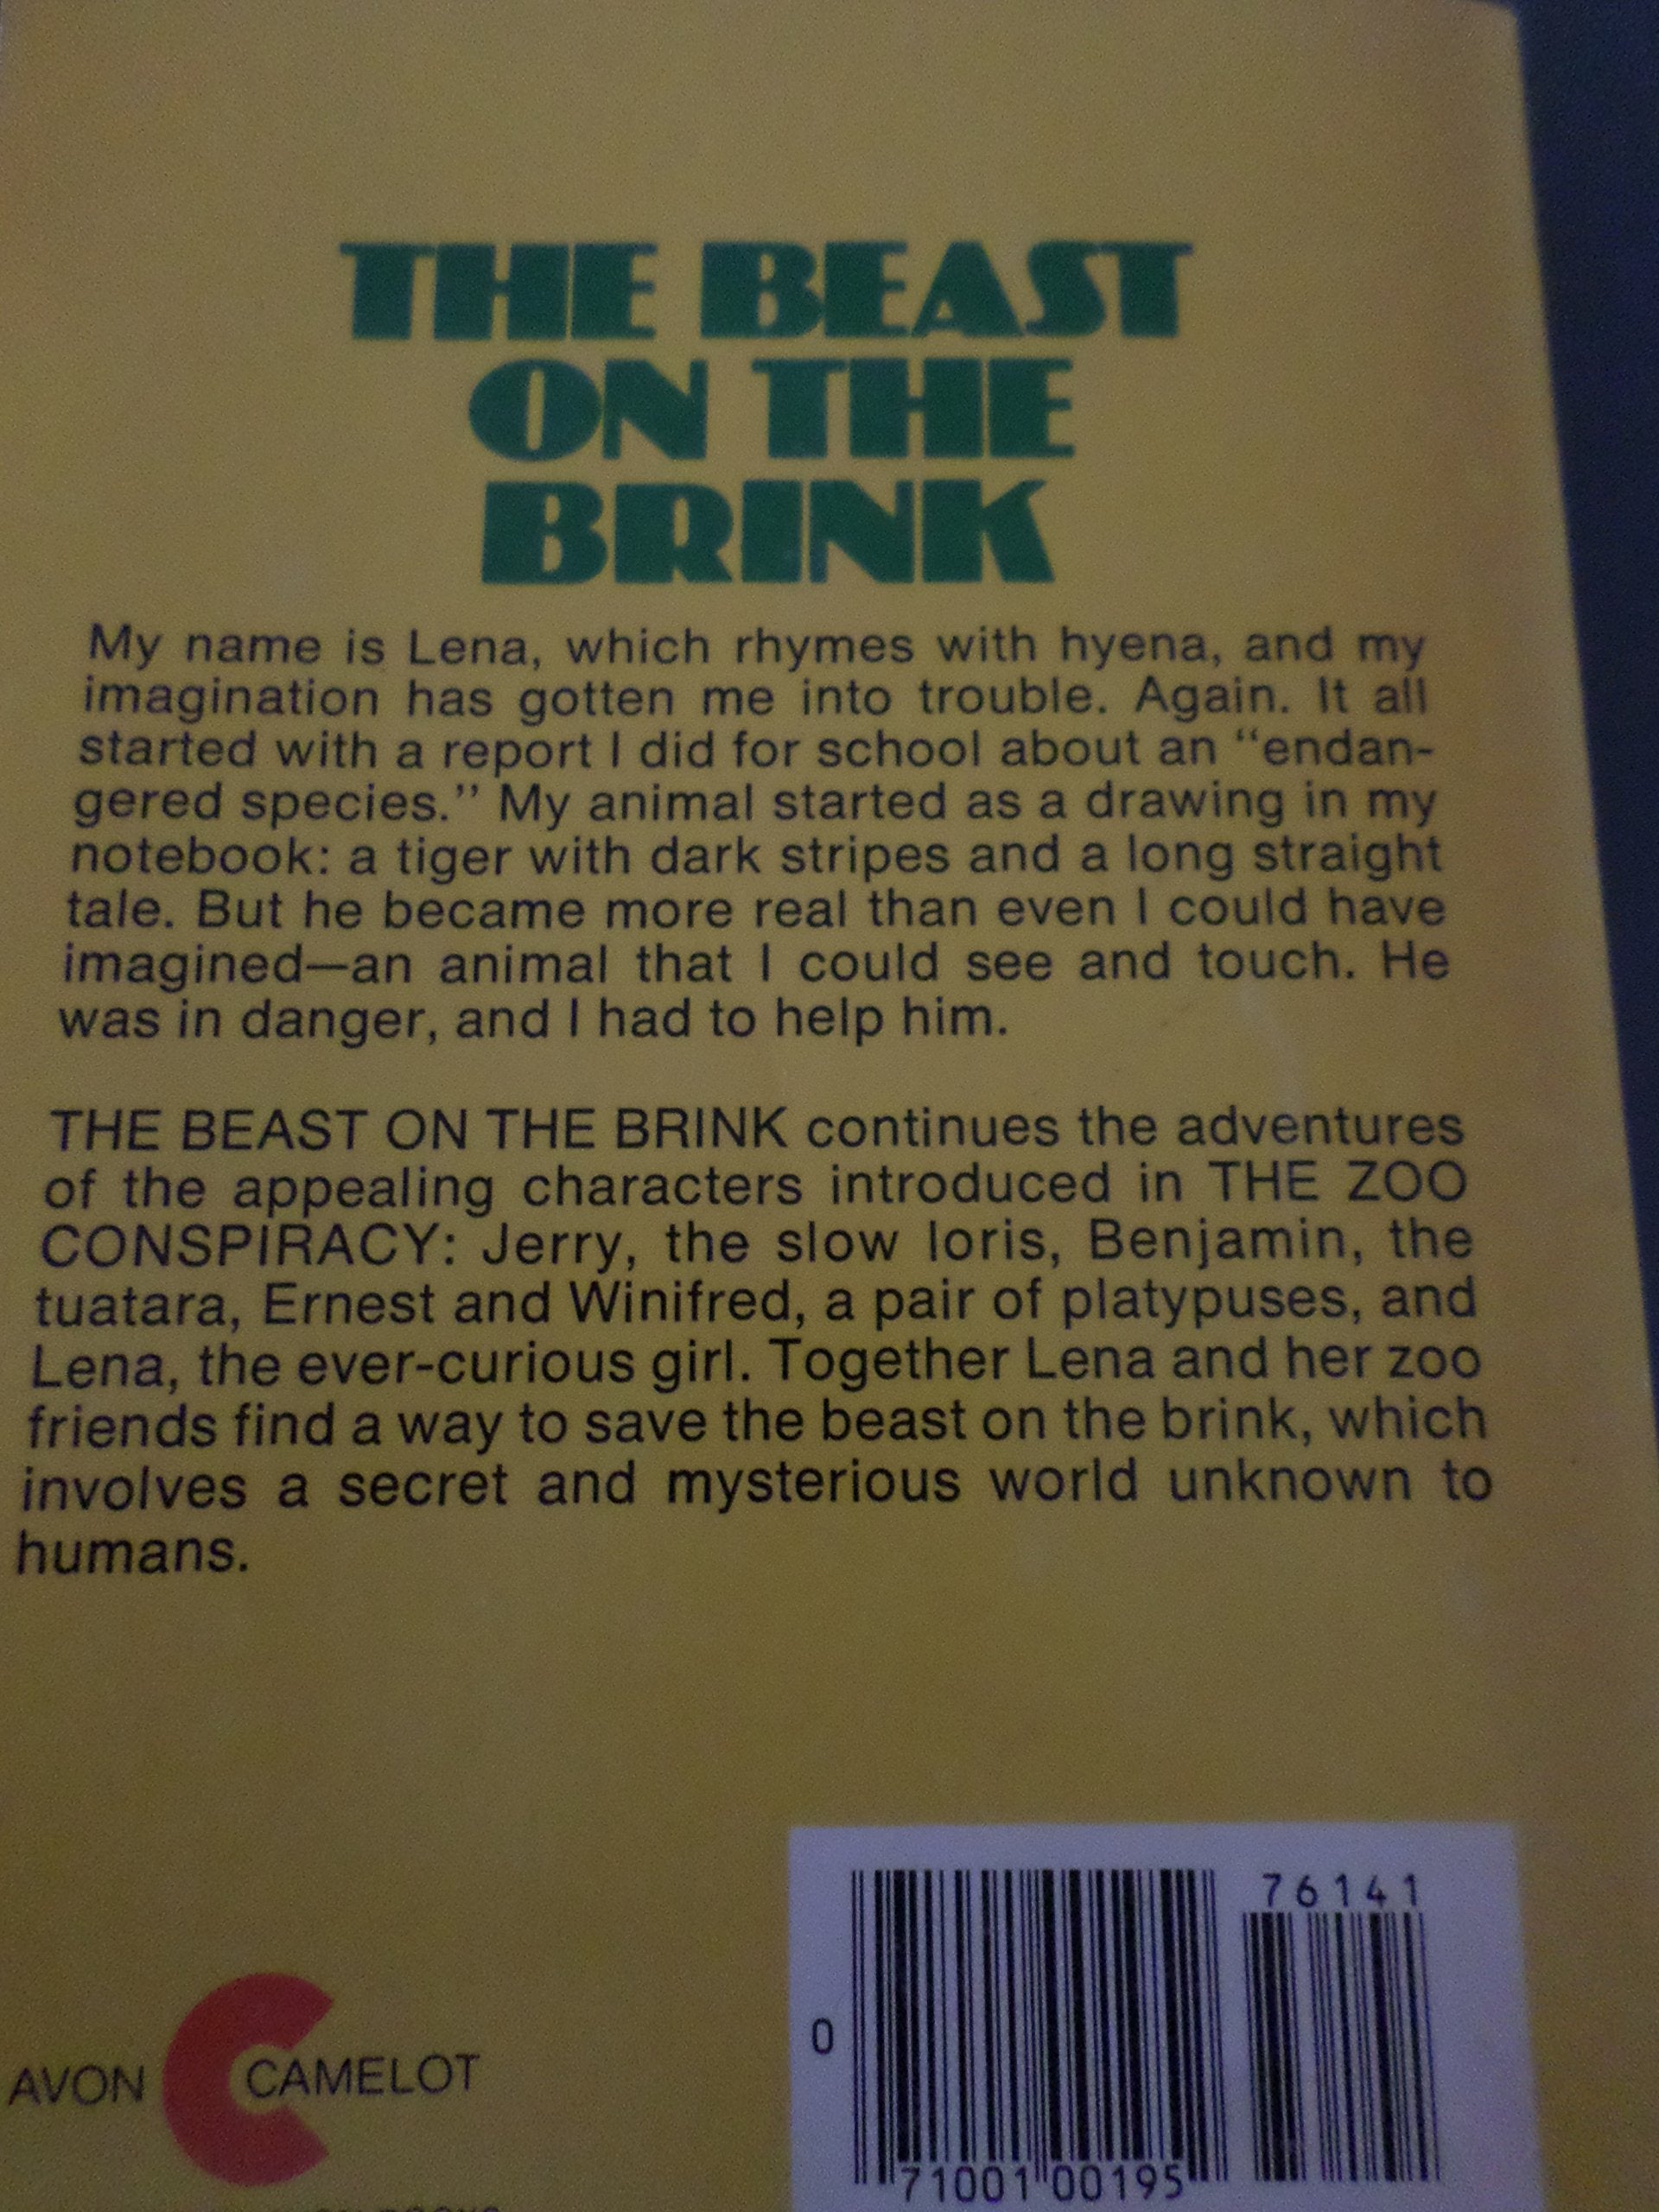 THE BEAST
ON THE
BRINK
My name is Lena, which rhymes with hyena, and my
imagination has gotten me into trouble. Again. It all
started with a report I did for school about an “endan-
gered species.” My animal started as a drawing in my
notebook: a tiger with dark stripes and a long straight
tale. But he became more real than even I could have
imagined—an animal that I could see and touch. He
was in danger, and I had to help him.
THE BEAST ON THE BRINK continues the adventures
of the appealing characters introduced in THE ZOO
CONSPIRACY: Jerry, the slow loris, Benjamin, the
tuatara, Ernest and Winifred, a pair of platypuses, and
Lena, the ever-curious girl. Together Lena and her zoo
friends find a way to save the beast on the brink, which
involves a secret and mysterious world unknown to
humans.
AVON CAMELOT
76141
0 71001 00195